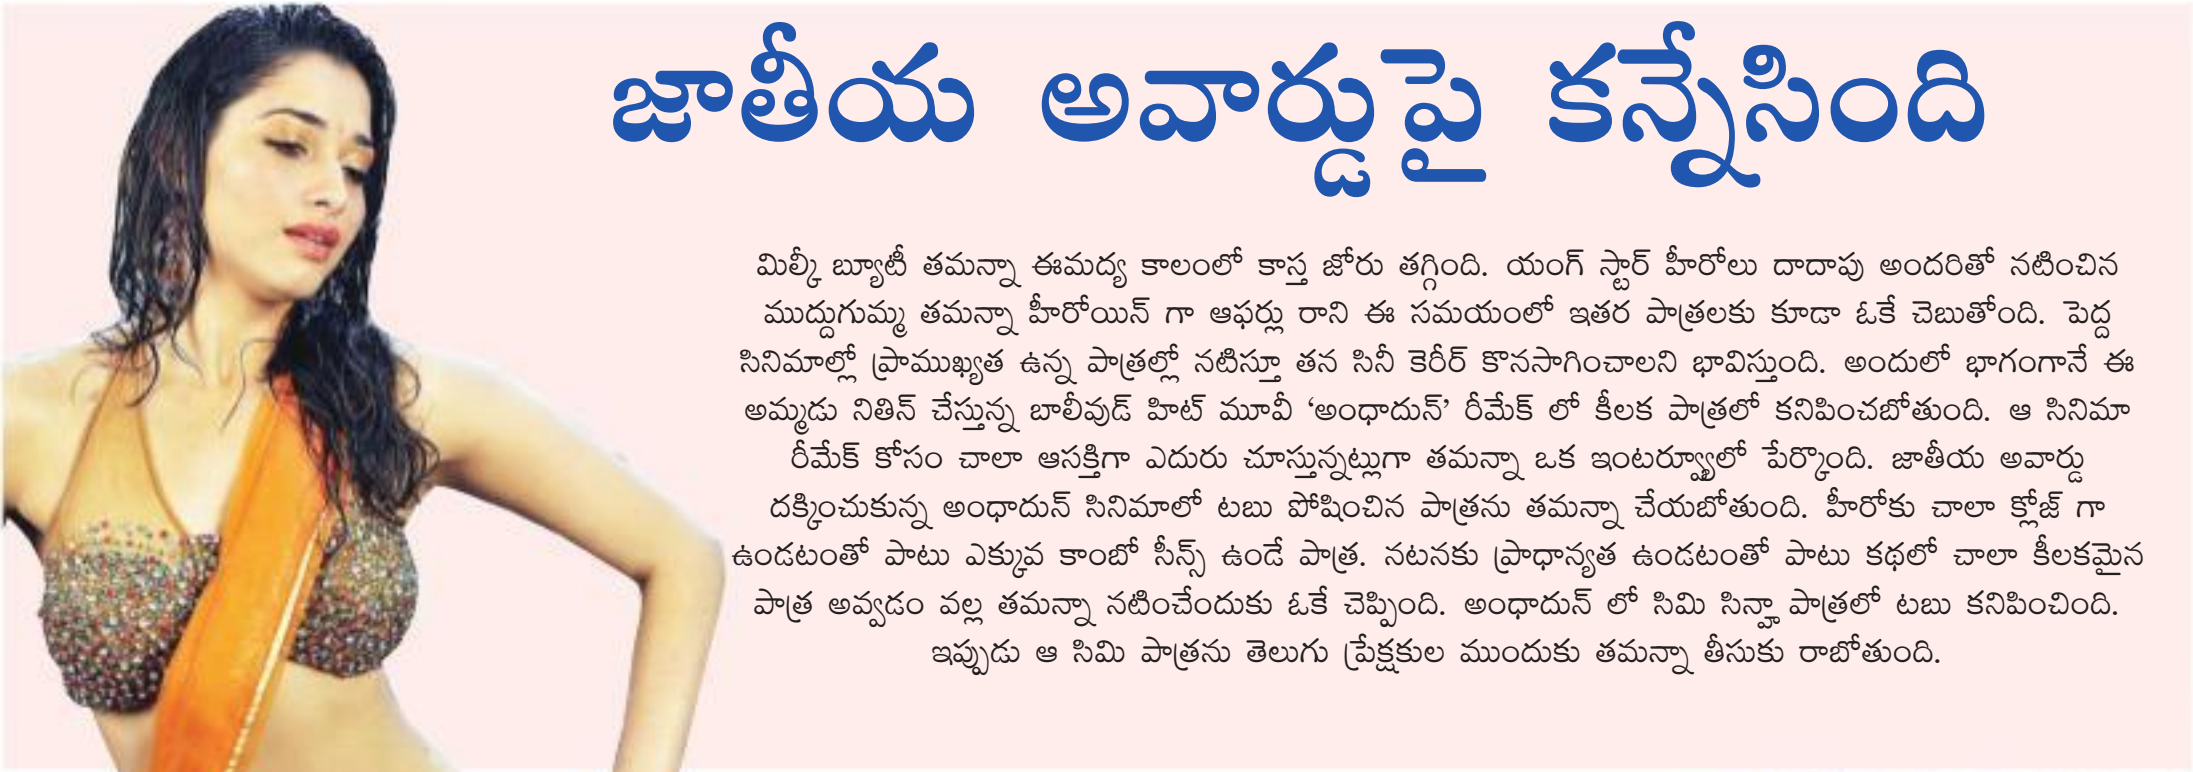 జాతీయ అవార్డుపై కన్నేసింది
మిల్కీ బ్యూటీ తమన్నా ఈమద్య కాలంలో కాస్త జోరు తగ్గింది. యంగ్ స్టార్ హీరోలు దాదాపు అందరితో నటించిన
ముద్దుగుమ్మ తమన్నా హీరోయిన్ గా ఆఫర్లు రాని ఈ సమయంలో ఇతర పాత్రలకు కూడా ఓకే చెబుతోంది. పెద్ద
సినిమాల్లో ప్రాముఖ్యత ఉన్న పాత్రల్లో నటిస్తూ తన సినీ కెరీర్ కొనసాగించాలని భావిస్తుంది. అందులో భాగంగానే ఈ
అమ్మడు నితిన్ చేస్తున్న బాలీవుడ్ హిట్ మూవీ ‘అంధాదున్’ రీమేక్ లో కీలక పాత్రలో కనిపించబోతుంది. ఆ సినిమా
రీమేక్ కోసం చాలా ఆసక్తిగా ఎదురు చూస్తున్నట్లుగా తమన్నా ఒక ఇంటర్వ్యూలో పేర్కొంది. జాతీయ అవార్డు
దక్కించుకున్న అంధాదున్ సినిమాలో టబు పోషించిన పాత్రను తమన్నా చేయబోతుంది. హీరోకు చాలా క్లోజ్ గా
ఉండటంతో పాటు ఎక్కువ కాంబో సీన్స్ ఉండే పాత్ర. నటనకు ప్రాధాన్యత ఉండటంతో పాటు కథలో చాలా కీలకమైన
పాత్ర అవ్వడం వల్ల తమన్నా నటించేందుకు ఓకే చెప్పింది. అంధాదున్ లో సిమి సిన్హా పాత్రలో టబు కనిపించింది.
ఇప్పుడు ఆ సిమి పాత్రను తెలుగు ప్రేక్షకుల ముందుకు తమన్నా తీసుకు రాబోతుంది.